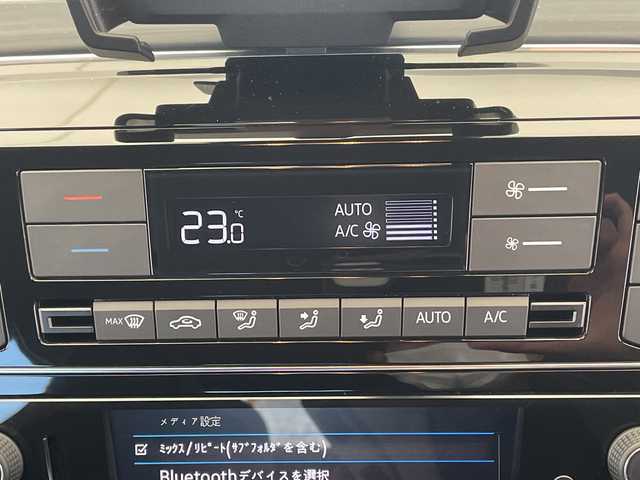 23.0 °C
AUTO
A/C
MAX
AUTO
A/C
メディア設定
ミックス/リピート(サブフォルダを含む)
Bluetoothデバイスを選択